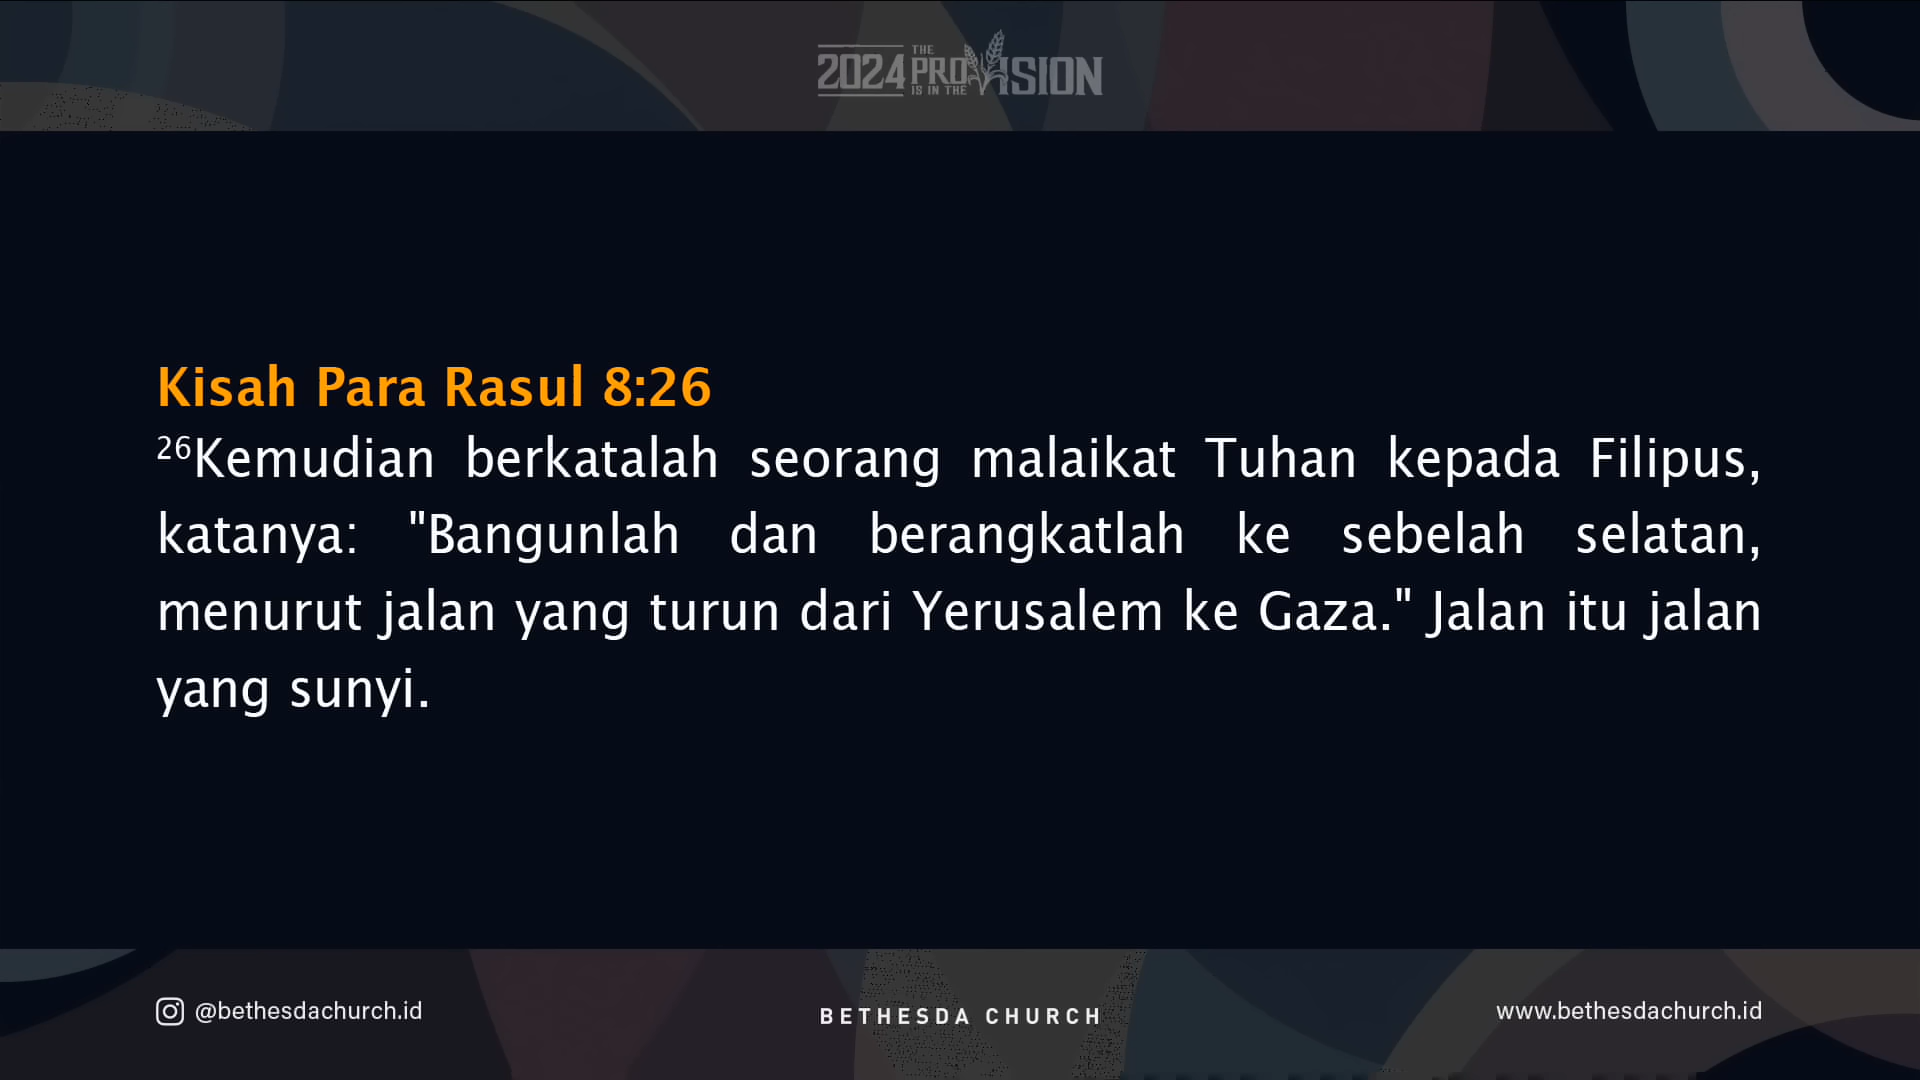 2024 THE PROVISION IS IN THE
Kisah Para Rasul 8:26
26Kemudian berkatalah seorang malaikat Tuhan kepada Filipus,
katanya: "Bangunlah dan berangkatlah ke sebelah selatan,
menurut jalan yang turun dari Yerusalem ke Gaza." Jalan itu jalan
yang sunyi.
@bethesdachurch.id
BETHESDA CHURCH
www.bethesdachurch.id